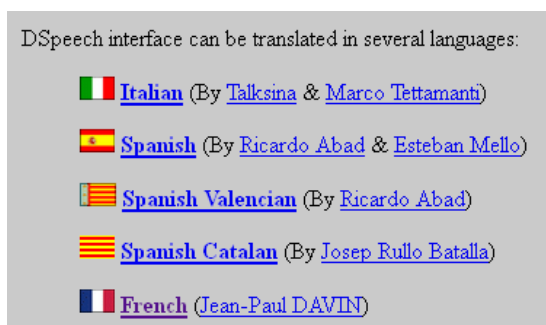 DSpeech interface can be translated in several languages:
Italian (By Talksina & Marco Tettamanti)
Spanish (By Ricardo Abad & Esteban Mello)
Spanish Valencian (By Ricardo Abad)
Spanish Catalan (By Josep Rullo Batalla)
French (Jean-Paul DAVIN)